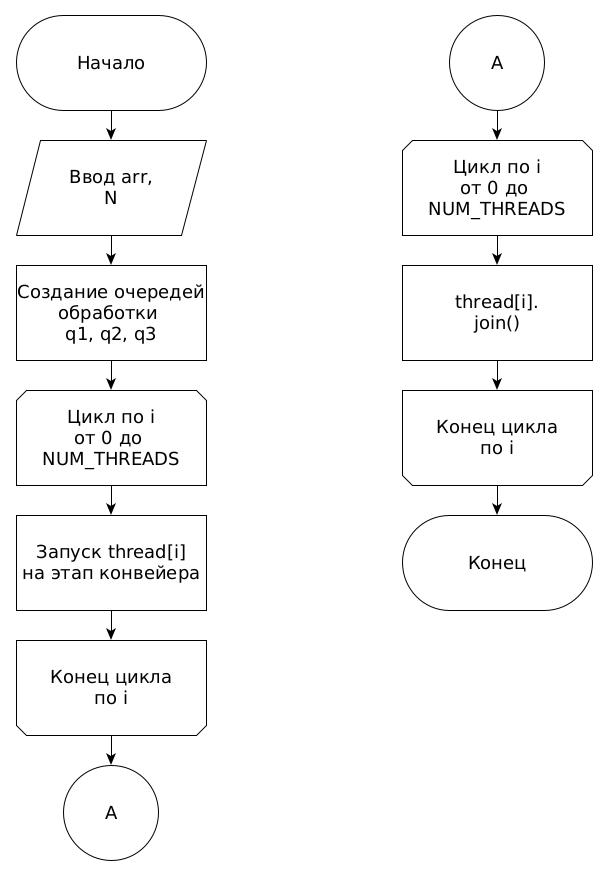 Начало
Ввод arr,
N
Создание очередей
обработки
q1, q2, q3
Цикл по i
от 0 до
NUM_THREADS
Запуск thread[i]
на этап конвейера
Конец цикла
по i
A
A
Цикл по i
от 0 до
NUM_THREADS
thread[i].
join()
Конец цикла
по i
Конец